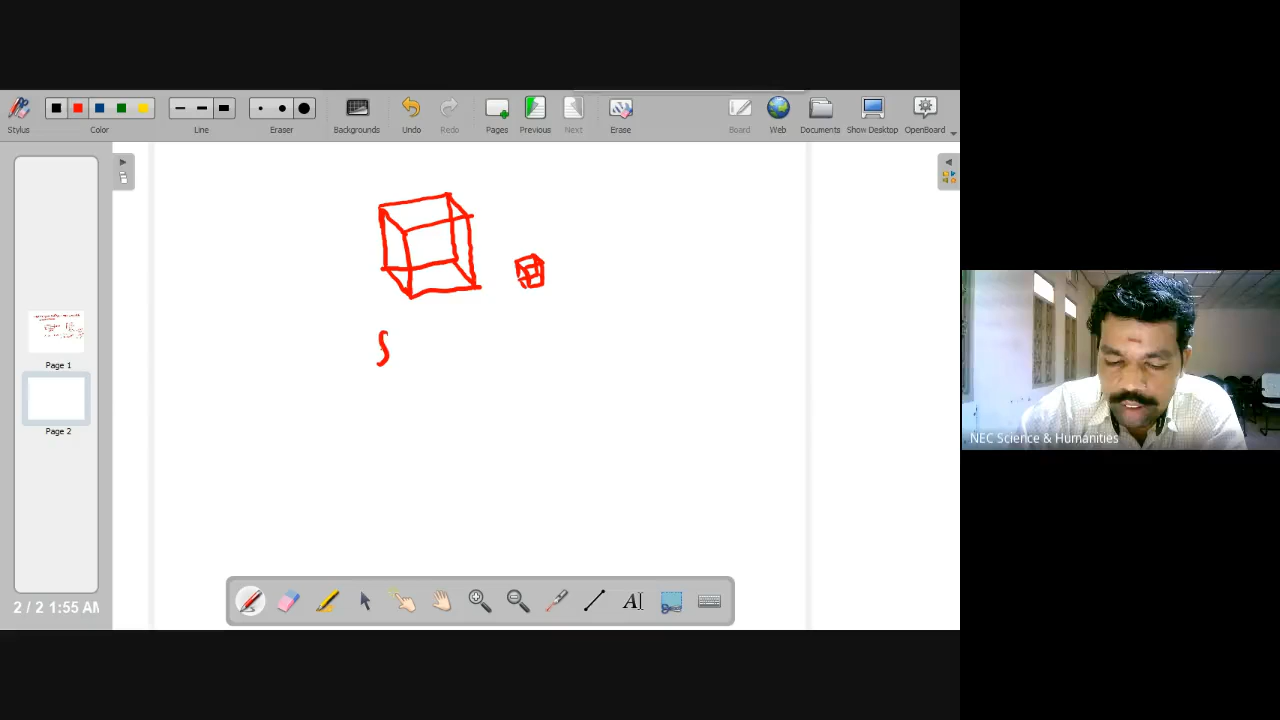 Stylus Color Line Eraser Backgrounds Undo Redo Pages Previous Next Erase Board Web Documents Show Desktop OpenBoard
Page 1
Page 2
S
2 / 2 1:55 AM
NEC Science & Humanities